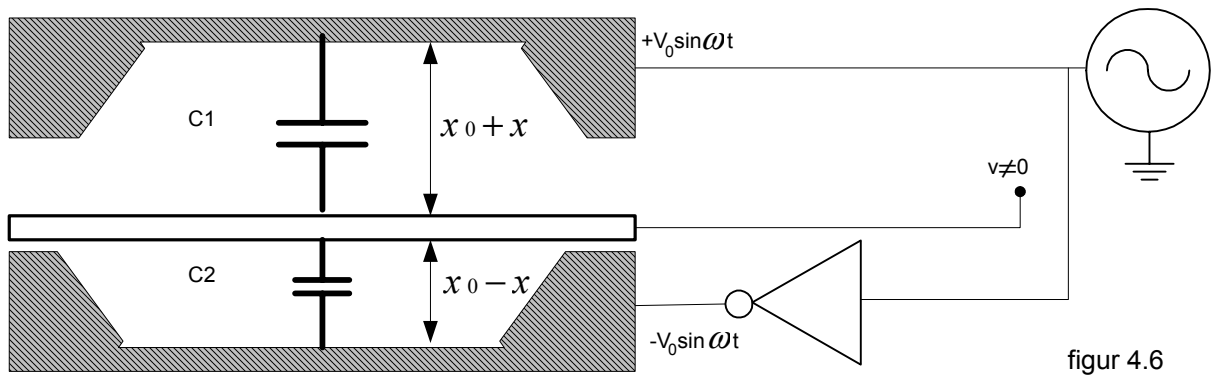 +V₀sinωt
C1
x₀+x
v≠0
C2
x₀−x
-V₀sinωt
figur 4.6